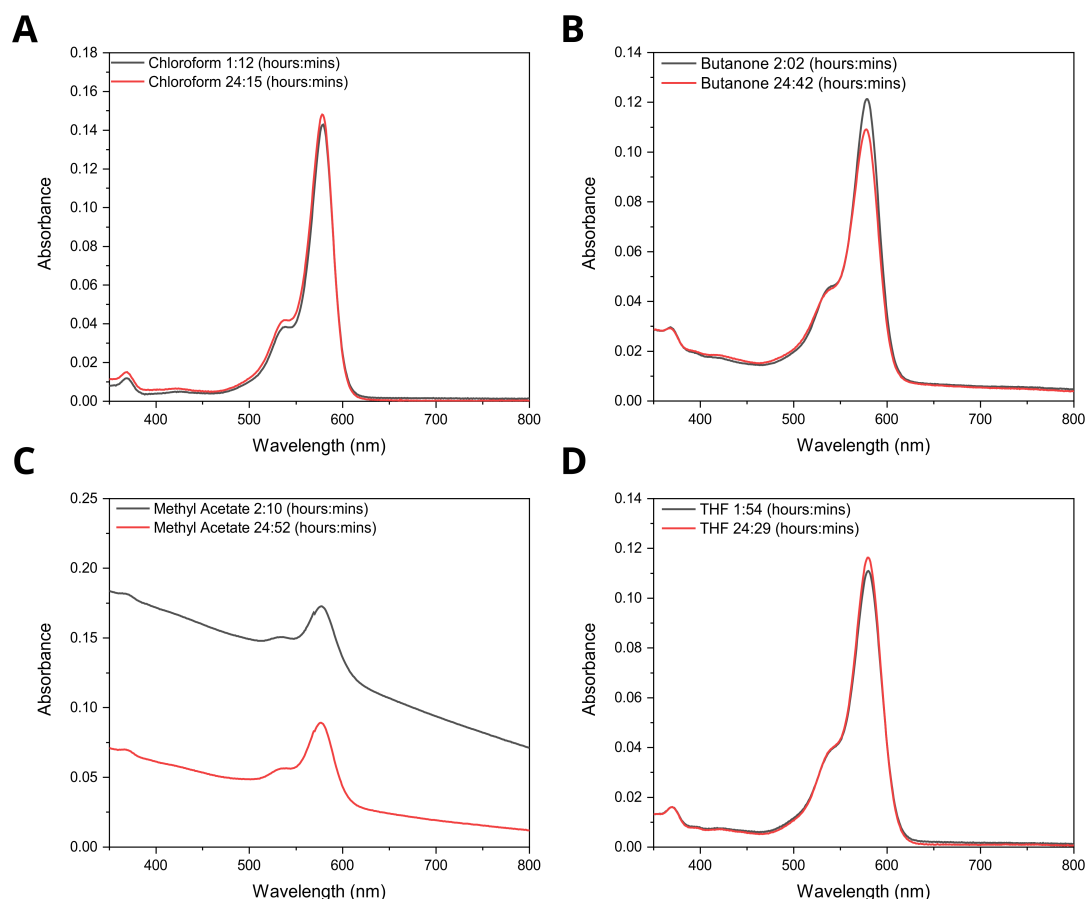 A
0.18
0.16
0.14
0.12
0.10
0.08
0.06
0.04
0.02
0.00
Absorbance
Chloroform 1:12 (hours:mins)
Chloroform 24:15 (hours:mins)
400
500
600
700
800
Wavelength (nm)
B
0.14
0.12
0.10
0.08
0.06
0.04
0.02
0.00
Absorbance
Butanone 2:02 (hours:mins)
Butanone 24:42 (hours:mins)
400
500
600
700
800
Wavelength (nm)
C
0.25
0.20
0.15
0.10
0.05
0.00
Absorbance
Methyl Acetate 2:10 (hours:mins)
Methyl Acetate 24:52 (hours:mins)
400
500
600
700
800
Wavelength (nm)
D
0.14
0.12
0.10
0.08
0.06
0.04
0.02
0.00
Absorbance
THF 1:54 (hours:mins)
THF 24:29 (hours:mins)
400
500
600
700
800
Wavelength (nm)